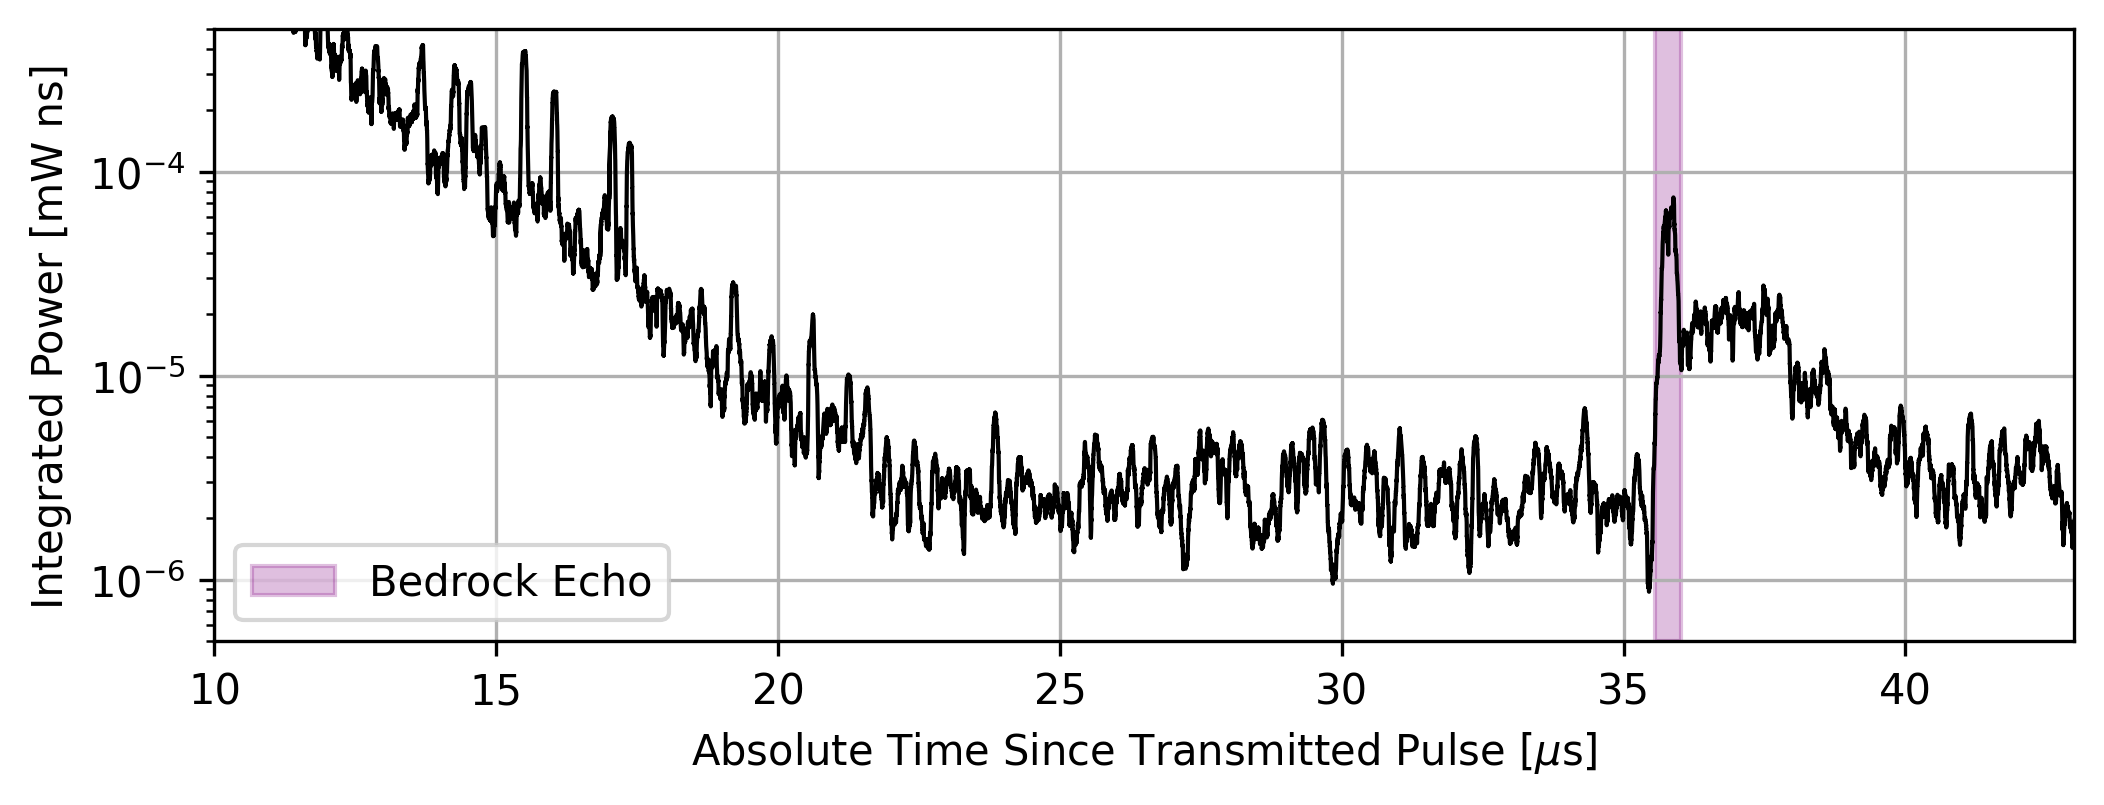 Integrated Power [mW ns]
10⁻⁴
10⁻⁵
10⁻⁶
Bedrock Echo
10 15 20 25 30 35 40
Absolute Time Since Transmitted Pulse [μs]